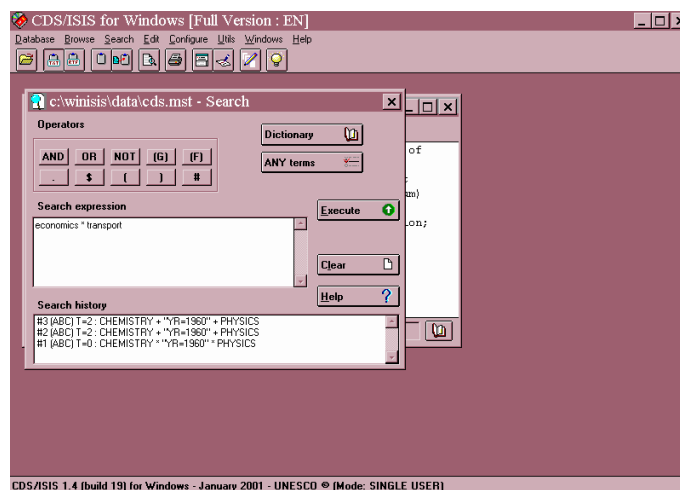 CDS/ISIS for Windows [Full Version : EN]
Database Browse Search Edit Configure Utils Windows Help
c:\winisis\data\cds.mst - Search
Operators
Dictionary
AND OR NOT (G) (F)
ANY terms
. $ ( ) #
of
Search expression
Execute
economics * transport
Clear
Help
Search history
#3 (ABC) T=2 : CHEMISTRY + "YR=1960" + PHYSICS
#2 (ABC) T=2 : CHEMISTRY + "YR=1960" + PHYSICS
#1 (ABC) T=0 : CHEMISTRY * "YR=1960" * PHYSICS
CDS/ISIS 1.4 (build 19) for Windows - January 2001 - UNESCO © (Mode: SINGLE USER)